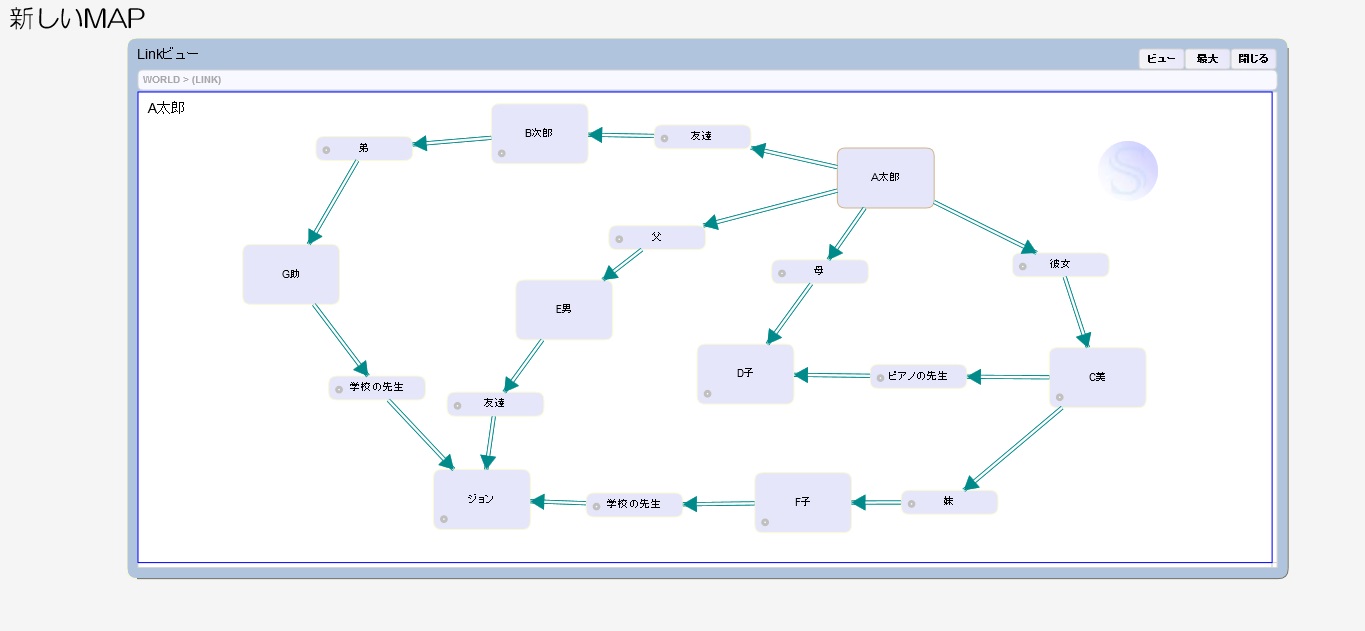 新しいMAP
Linkビュー
ビュー 最大 閉じる
WORLD > (LINK)
A太郎
B次郎
友達
弟
A太郎
父
母
彼女
G助
E男
D子
ピアノの先生
C美
学校の先生
友達
ジョン
学校の先生
F子
妹